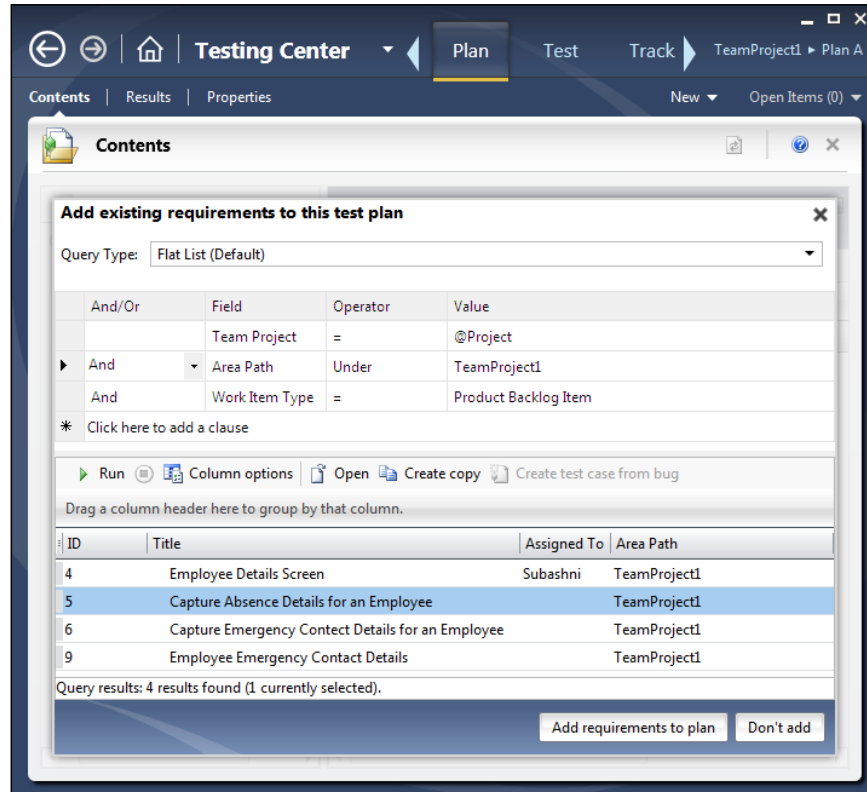 Testing Center Plan Test Track TeamProject1 ▸ Plan A
Contents | Results | Properties New Open Items (0)
Contents
Add existing requirements to this test plan
Query Type: Flat List (Default)
And/Or Field Operator Value
Team Project = @Project
And Area Path Under TeamProject1
And Work Item Type = Product Backlog Item
* Click here to add a clause
Run Column options Open Create copy Create test case from bug
Drag a column header here to group by that column.
ID Title Assigned To Area Path
4 Employee Details Screen Subashni TeamProject1
5 Capture Absence Details for an Employee TeamProject1
6 Capture Emergency Contect Details for an Employee TeamProject1
9 Employee Emergency Contact Details TeamProject1
Query results: 4 results found (1 currently selected).
Add requirements to plan Don't add